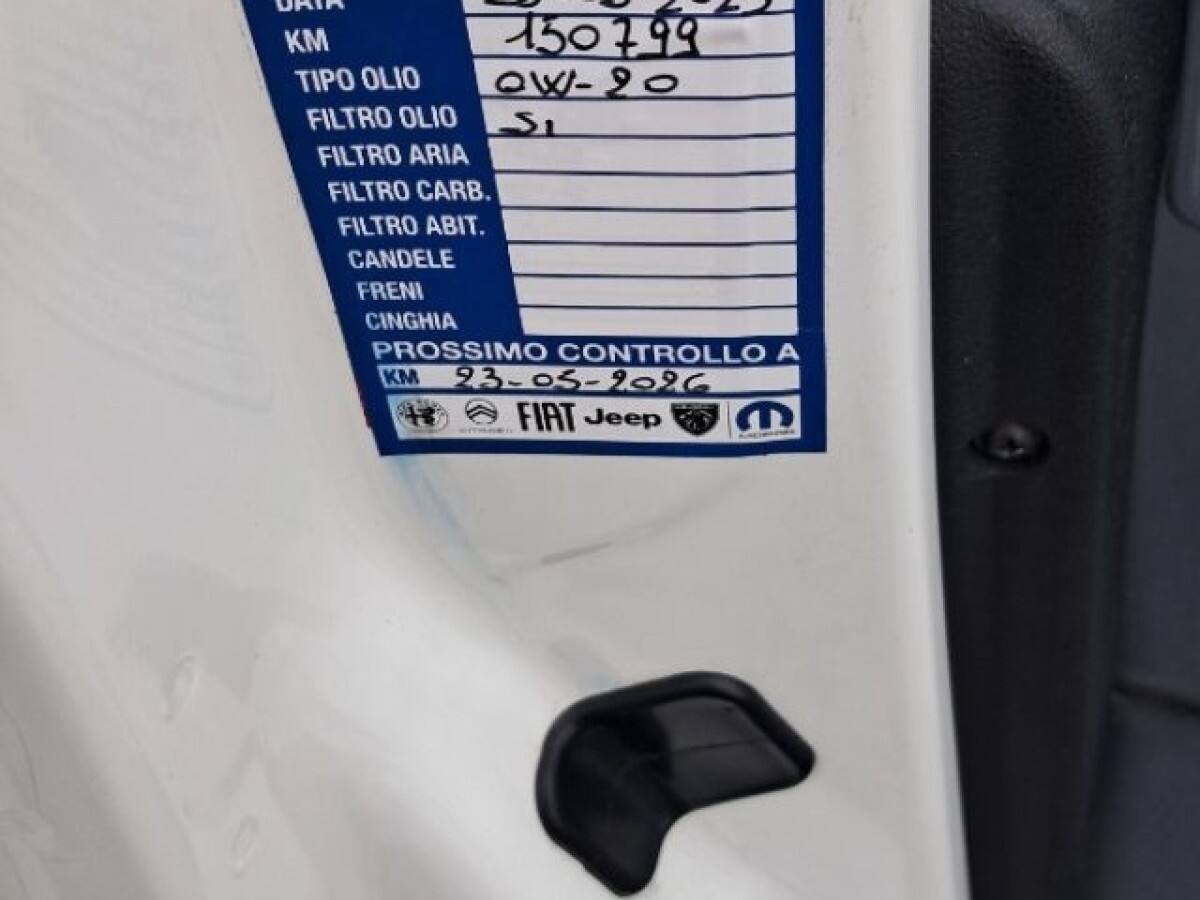 DATA
KM 150799
TIPO OLIO 0W-20
FILTRO OLIO SI
FILTRO ARIA
FILTRO CARB.
FILTRO ABIT.
CANDELE
FRENI
CINGHIA
PROSSIMO CONTROLLO A
KM 23-05-2026
FIAT Jeep